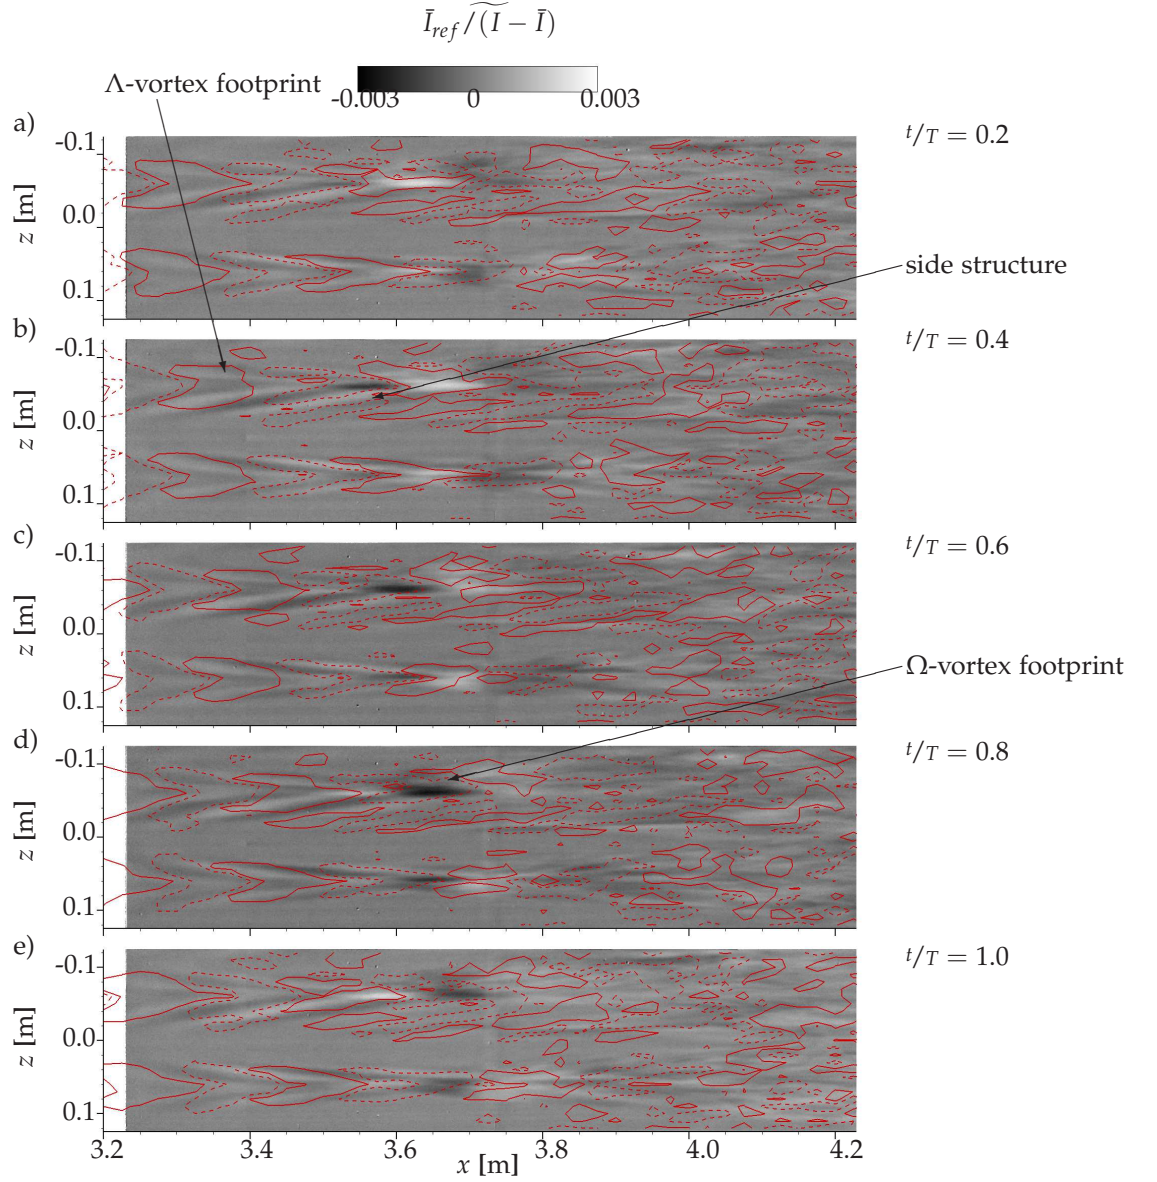 Ī_ref/(I − Ī)
Λ-vortex footprint
-0.003 0 0.003
a)
t/T = 0.2
-0.1
0.0
0.1
z [m]
side structure
b)
t/T = 0.4
-0.1
0.0
0.1
z [m]
c)
t/T = 0.6
-0.1
0.0
0.1
z [m]
Ω-vortex footprint
d)
t/T = 0.8
-0.1
0.0
0.1
z [m]
e)
t/T = 1.0
-0.1
0.0
0.1
z [m]
3.2 3.4 3.6 3.8 4.0 4.2
x [m]